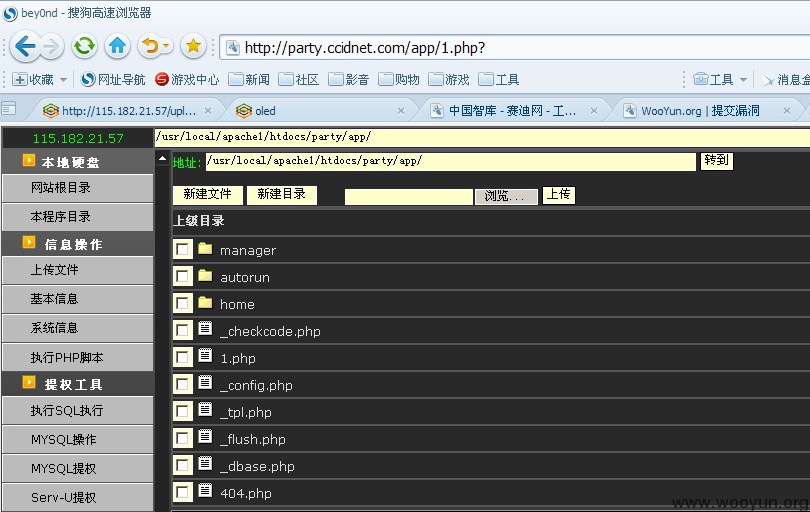 bey0nd - 搜狗高速浏览器
http://party.ccidnet.com/app/1.php?
收藏 网址导航 游戏中心 新闻 社区 影音 购物 游戏 工具 工具 消息盒
http://115.182.21.57/upl... oled 中国智库 - 赛迪网 - 工... WooYun.org | 提交漏洞
115.182.21.57 /usr/local/apache1/htdocs/party/app/
本地硬盘
网站根目录
本程序目录
信息操作
上传文件
基本信息
系统信息
执行PHP脚本
提权工具
执行SQL执行
MYSQL操作
MYSQL提权
Serv-U提权
地址: /usr/local/apache1/htdocs/party/app/ 转到
新建文件 新建目录 浏览... 上传
上级目录
manager
autorun
home
_checkcode.php
1.php
_config.php
_tpl.php
_flush.php
_dbase.php
404.php
www.wooyun.org